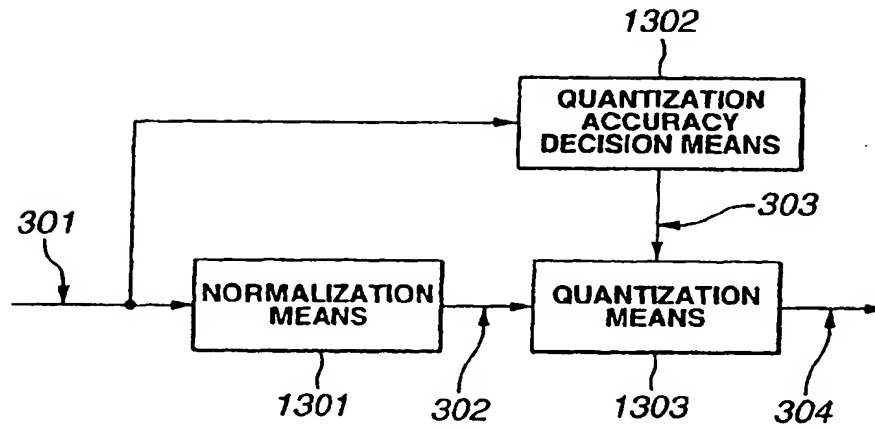 1302
QUANTIZATION
ACCURACY
DECISION MEANS
303
301
NORMALIZATION
MEANS
QUANTIZATION
MEANS
1301
302
1303
304